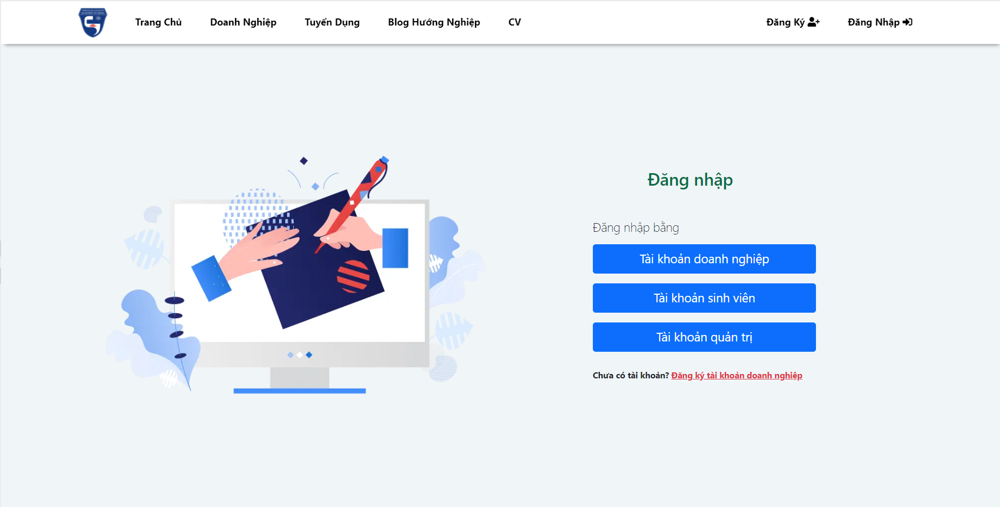 Trang Chủ
Doanh Nghiệp
Tuyển Dụng
Blog Hướng Nghiệp
CV
Đăng Ký
Đăng Nhập
Đăng nhập
Đăng nhập bằng
Tài khoản doanh nghiệp
Tài khoản sinh viên
Tài khoản quản trị
Chưa có tài khoản? Đăng ký tài khoản doanh nghiệp